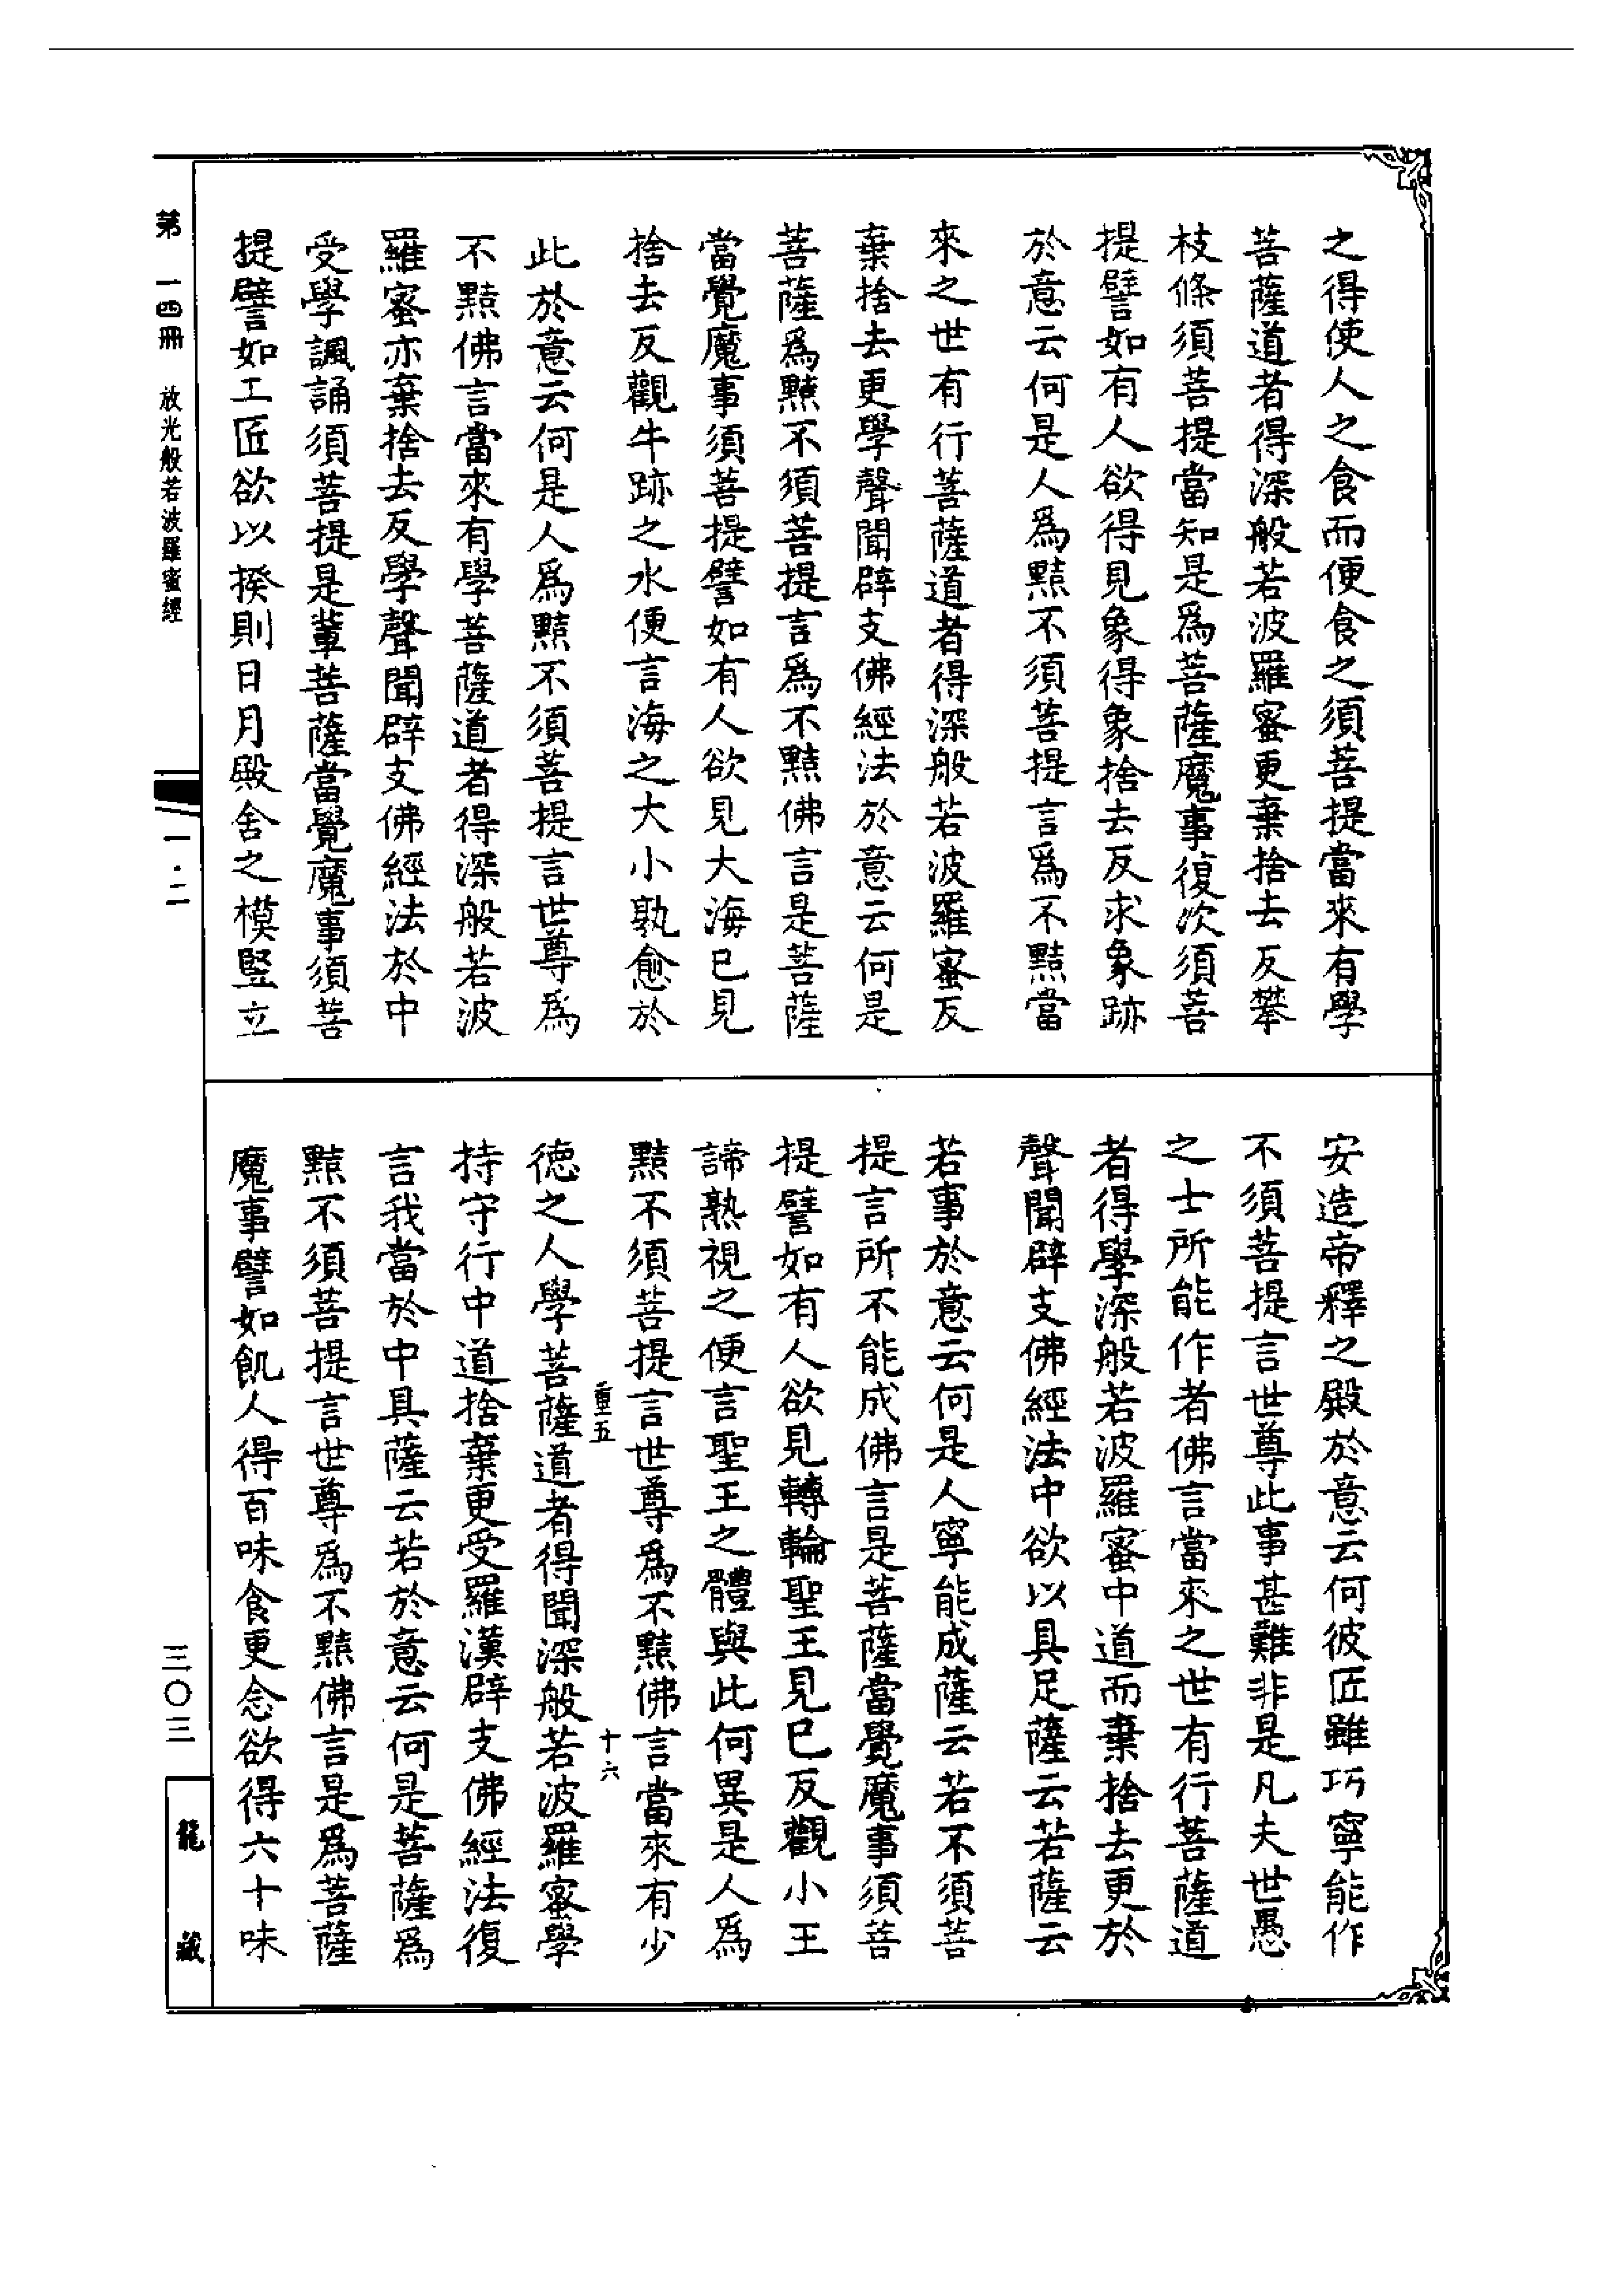 之得使人之食而便食之須菩提當來有學
菩薩道者得深般若波羅蜜更棄捨去反攀
枝條須菩提當知是爲菩薩魔事復次須菩
提譬如有人欲得見象得象捨去反求象跡
於意云何是人爲黠不須菩提言爲不黠當
來之世有行菩薩道者得深般若波羅蜜反
棄捨去更學聲聞辟支佛經法於意云何是
菩薩爲黠不須菩提言爲不黠佛言是菩薩
當覺魔事須菩提譬如有人欲見大海已見
捨去反觀牛跡之水便言海之大小孰愈於
此於意云何是人爲黠不須菩提言世尊爲
不黠佛言當來有學菩薩道者得深般若波
羅蜜亦棄捨去反學聲聞辟支佛經法於中
受學諷誦須菩提是輩菩薩當覺魔事須菩
提譬如工匠欲以揆則日月殿舍之模竪立
安造帝釋之殿於意云何彼匠雖巧寧能作
不須菩提言世尊此事甚難非是凡夫世愚
之士所能作者佛言當來之世有行菩薩道
者得學深般若波羅蜜中道而棄捨去更於
聲聞辟支佛經法中欲以具足薩云若薩云
若事於意云何是人寧能成薩云若不須菩
提言所不能成佛言是菩薩當覺魔事須菩
提譬如有人欲見轉輪聖王見已反觀小王
諦熟視之便言聖王之體與此何異是人爲
黠不須菩提言世尊爲不黠佛言當來有少
重五
十六
德之人學菩薩道者得聞深般若波羅蜜學
持守行中道捨棄更受羅漢辟支佛經法復
言我當於中具薩云若於意云何是菩薩爲
黠不須菩提言世尊爲不黠佛言是爲菩薩
魔事譬如飢人得百味食更念欲得六十味
第一四冊 放光般若波羅蜜經
一·二
三〇三
龍藏